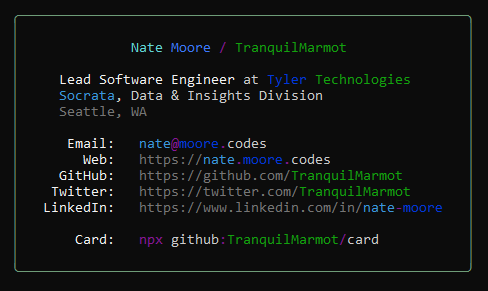 Nate Moore / TranquilMarmot
Lead Software Engineer at Tyler Technologies
Socrata, Data & Insights Division
Seattle, WA
Email: nate@moore.codes
Web: https://nate.moore.codes
GitHub: https://github.com/TranquilMarmot
Twitter: https://twitter.com/TranquilMarmot
LinkedIn: https://www.linkedin.com/in/nate-moore
Card: npx github:TranquilMarmot/card